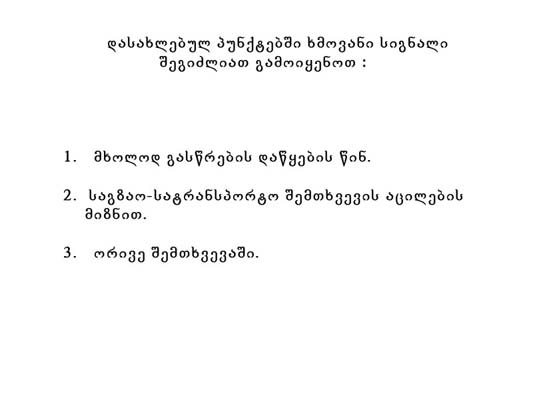 დასახლებულ პუნქტებში ხმოვანი სიგნალი
შეგიძლიათ გამოიყენოთ :
1. მხოლოდ გასწრების დაწყების წინ.
2. საგზაო-სატრანსპორტო შემთხვევის აცილების
მიზნით.
3. ორივე შემთხვევაში.